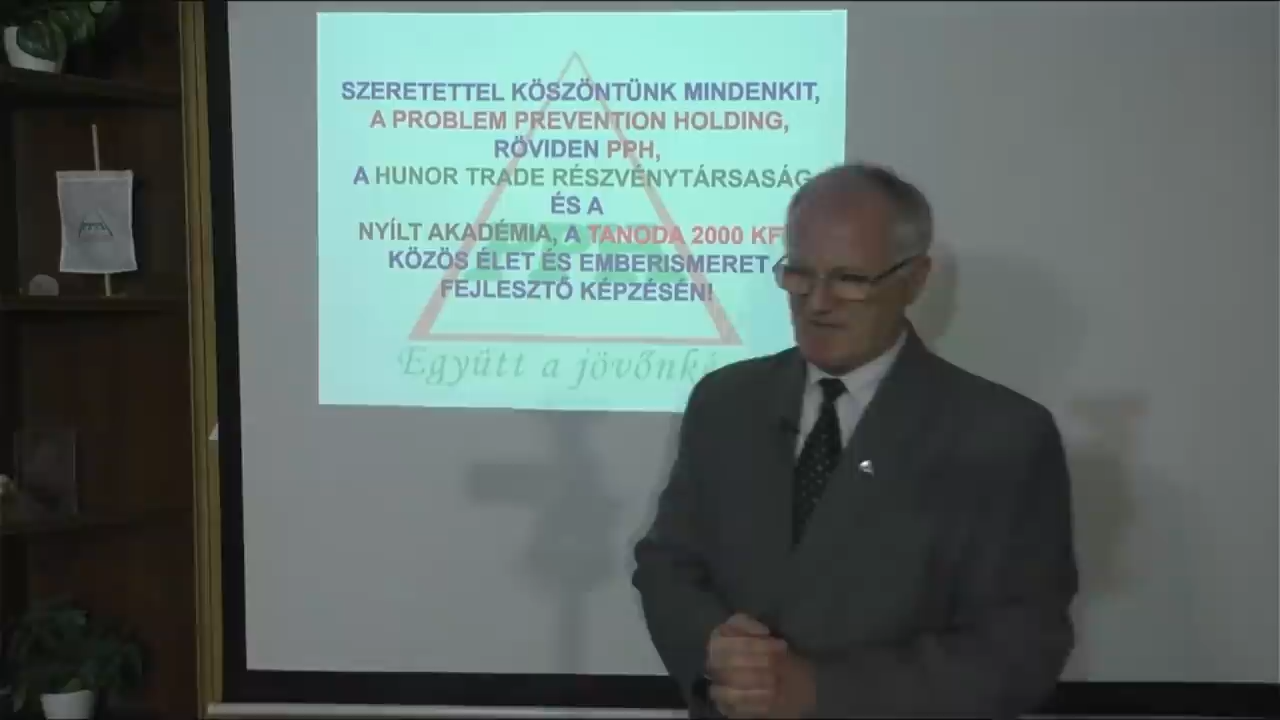 SZERETETTEL KÖSZÖNTÜNK MINDENKIT,
A PROBLEM PREVENTION HOLDING,
RÖVIDEN PPH,
A HUNOR TRADE RÉSZVÉNYTÁRSASÁG
ÉS A
NYÍLT AKADÉMIA, A TANODA 2000
KÖZÖS ÉLET ÉS EMBERISMERET
FEJLESZTŐ KÉPZÉSÉN!
Együtt a